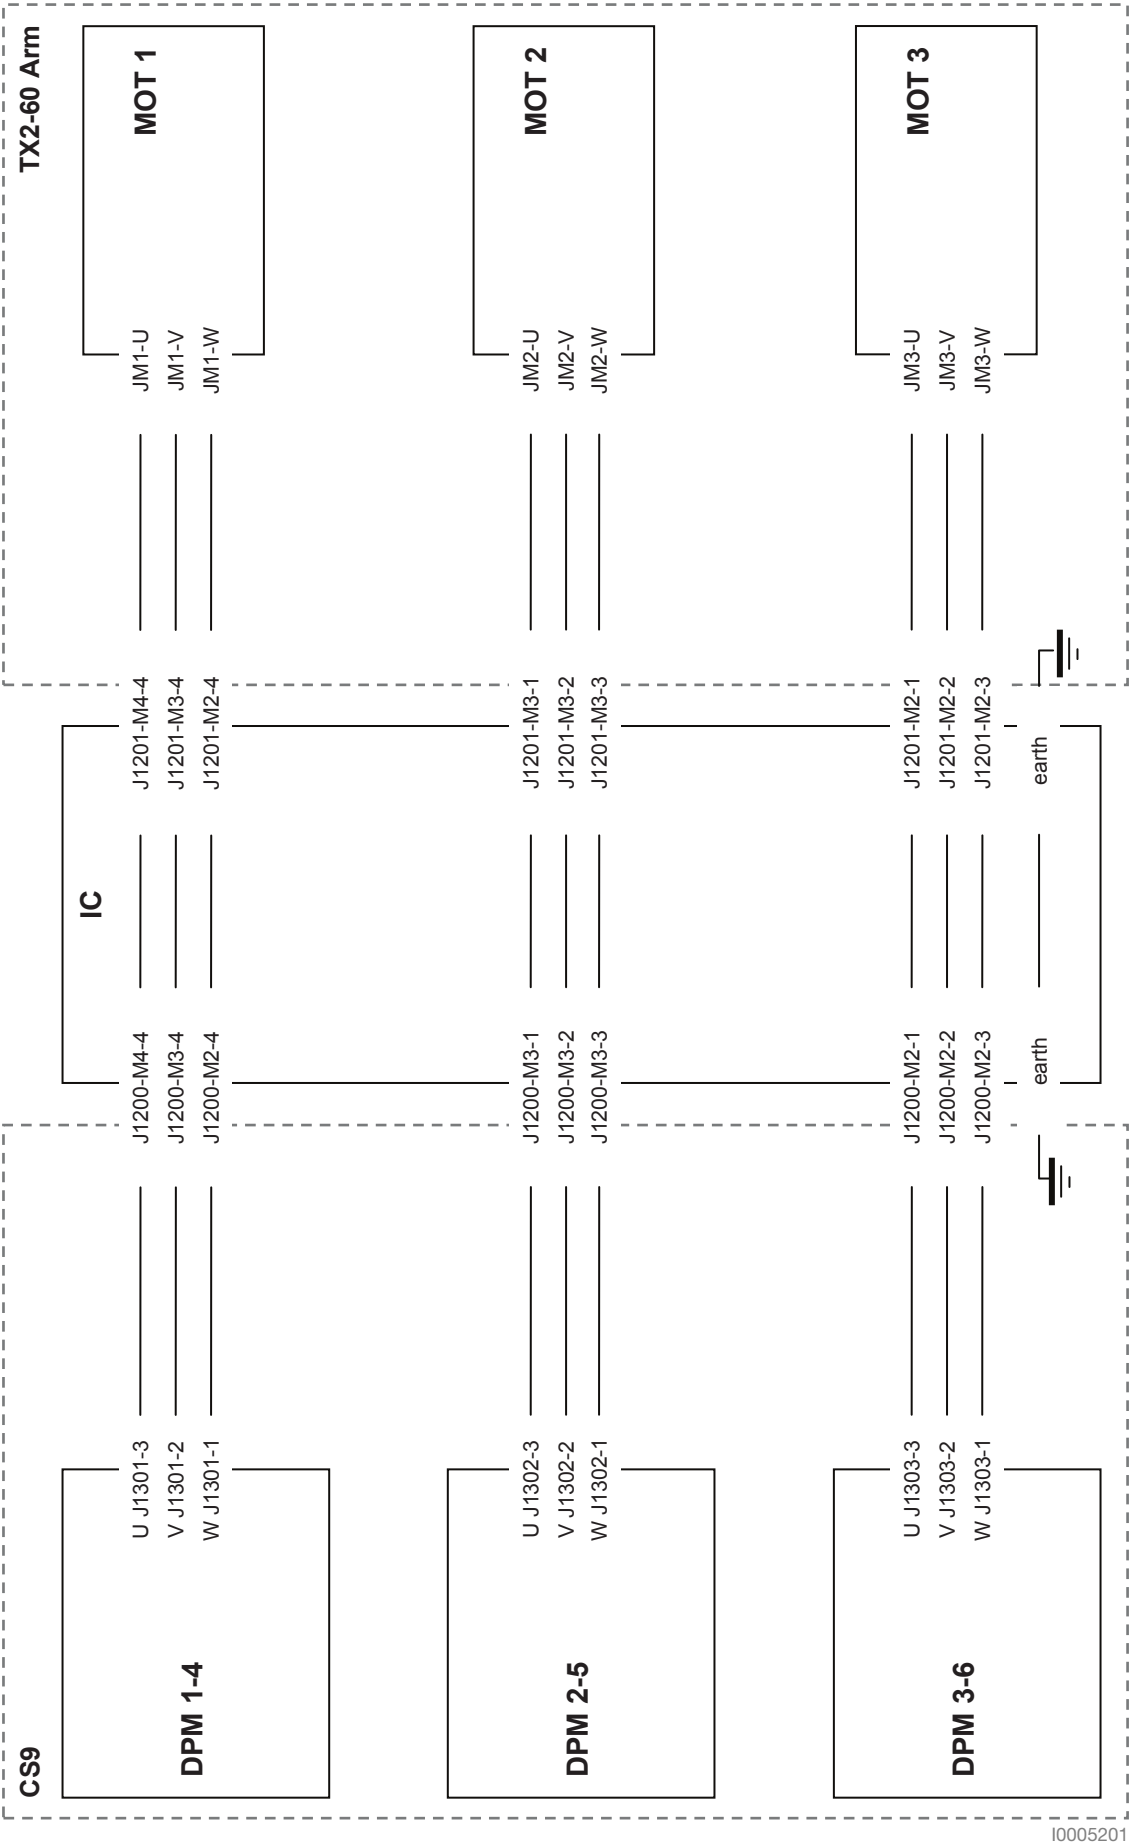 TX2-60 Arm
MOT 1
MOT 2
MOT 3
JM1-U
JM1-V
JM1-W
JM2-U
JM2-V
JM2-W
JM3-U
JM3-V
JM3-W
J1201-M4-4
J1201-M3-4
J1201-M2-4
J1201-M3-1
J1201-M3-2
J1201-M3-3
J1201-M2-1
J1201-M2-2
J1201-M2-3
earth
IC
J1200-M4-4
J1200-M3-4
J1200-M2-4
J1200-M3-1
J1200-M3-2
J1200-M3-3
J1200-M2-1
J1200-M2-2
J1200-M2-3
earth
U J1301-3
V J1301-2
W J1301-1
U J1302-3
V J1302-2
W J1302-1
U J1303-3
V J1303-2
W J1303-1
DPM 1-4
DPM 2-5
DPM 3-6
CS9
I0005201